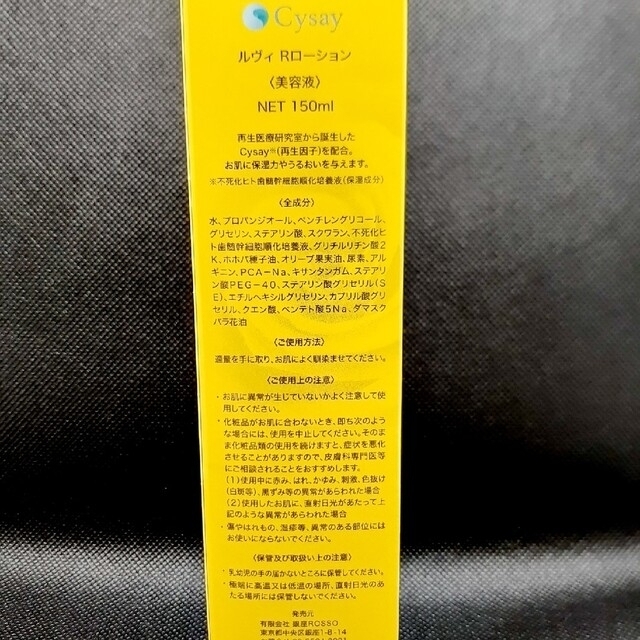 Cysay
ルヴィ Rローション
〈美容液〉
NET 150ml
再生医療研究室から誕生した
Cysay※(再生因子)を配合。
お肌に保湿力やうるおいを与えます。
※不死化ヒト歯髄幹細胞順化培養液(保湿成分)
〈全成分〉
水、プロパンジオール、ペンチレングリコール、
グリセリン、ステアリン酸、スクワラン、不死化ヒ
ト歯髄幹細胞順化培養液、グリチルリチン酸2
K、ホホバ種子油、オリーブ果実油、尿素、アル
ギニン、PCA-Na、キサンタンガム、ステアリ
ン酸PEG-40、ステアリン酸グリセリル(S
E)、エチルヘキシルグリセリン、カプリル酸グリ
セリル、クエン酸、ペンテト酸5Na、ダマスク
バラ花油
〈ご使用方法〉
適量を手に取り、お肌によく馴染ませてください。
〈ご使用上の注意〉
・お肌に異常が生じていないかよく注意して使
用してください。
・化粧品がお肌に合わないとき、即ち次のよう
な場合には、使用を中止してください。そのま
ま化粧品類の使用を続けますと、症状を悪化
させることがありますので、皮膚科専門医等
にご相談されることをおすすめします。
(1)使用中に赤み、はれ、かゆみ、刺激、色抜け
(白斑等)、黒ずみ等の異常があらわれた場合
(2)使用したお肌に、直射日光があたって上
記のような異常があらわれた場合
・傷やはれもの、湿疹等、異常のある部位には
お使いにならないでください。
〈保管及び取扱い上の注意〉
・乳幼児の手の届かないところに保管してください。
・極端に高温又は低温の場所、直射日光のあ
たる場所には保管しないでください。
発売元
有限会社 銀座ROSSO
東京都中央区銀座1-8-14